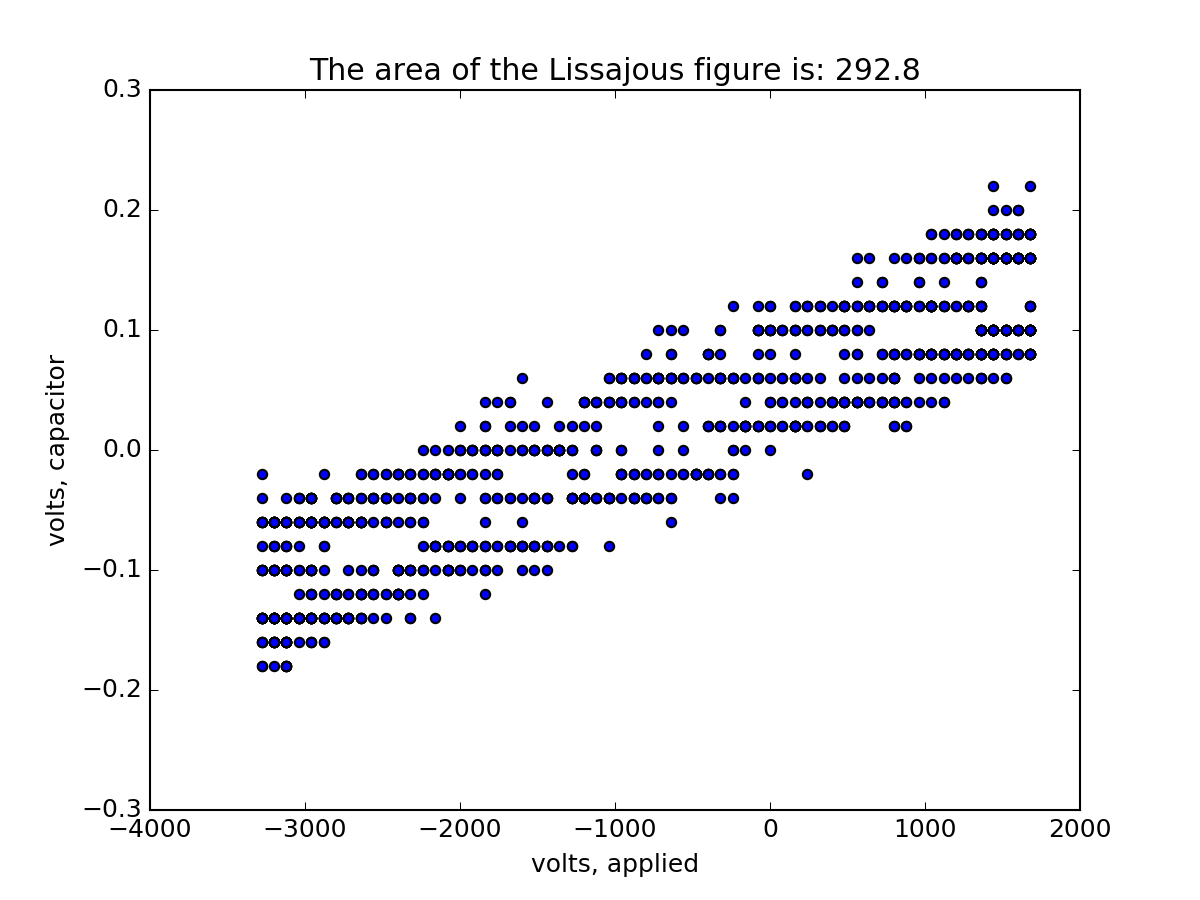 The area of the Lissajous figure is: 292.8
0.3
0.2
0.1
0.0
−0.1
−0.2
−0.3
volts, capacitor
−4000 −3000 −2000 −1000 0 1000 2000
volts, applied